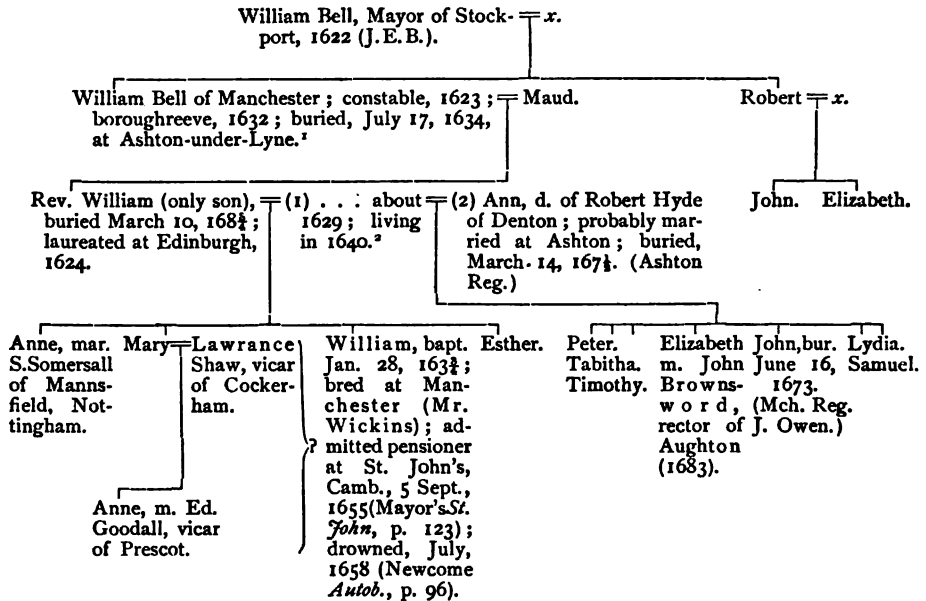 William Bell, Mayor of Stock- = x.
port, 1622 (J.E.B.).
William Bell of Manchester ; constable, 1623 ; = Maud.
boroughreeve, 1632 ; buried, July 17, 1634,
at Ashton-under-Lyne.¹
Robert = x.
Rev. William (only son), = (1) . . . about = (2) Ann, d. of Robert Hyde
buried March 10, 168¾ ; 1629 ; living of Denton ; probably mar-
laureated at Edinburgh, in 1640.² ried at Ashton ; buried,
1624. March 14, 167½. (Ashton
Reg.)
John. Elizabeth.
Anne, mar.
S.Somersall
of Manns-
field, Not-
tingham.
Mary = Lawrance
Shaw, vicar
of Cocker-
ham.
Anne, m. Ed.
Goodall, vicar
of Prescot.
?
William, bapt.
Jan. 28, 163¾ ;
bred at Man-
chester (Mr.
Wickins) ; ad-
mitted pensioner
at St. John's,
Camb., 5 Sept.,
1655(Mayor's St.
John, p. 123) ;
drowned, July,
1658 (Newcome
Autob., p. 96).
Esther.
Peter.
Tabitha.
Timothy.
Elizabeth
m. John
Browns-
word,
rector of
Aughton
(1683).
John,bur.
June 16,
1673.
(Mch. Reg.
J. Owen.)
Lydia.
Samuel.